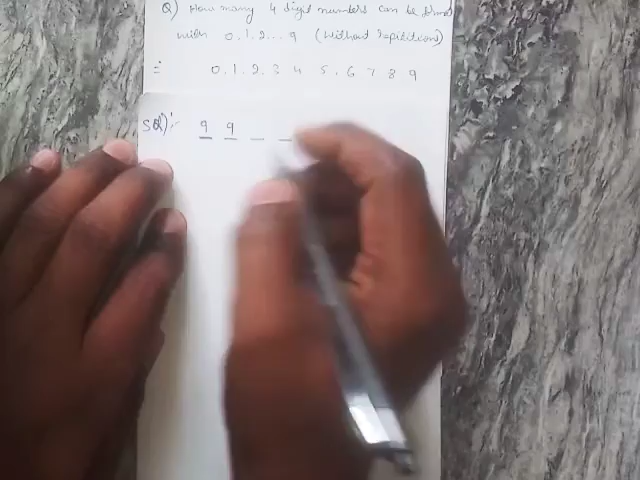 Q) How many 4 digit numbers can be formed
with 0.1.2...9 (without repitition)
:- 0.1.2.3 4 5.6 7 8 9
Sol):- 9 9 _ _